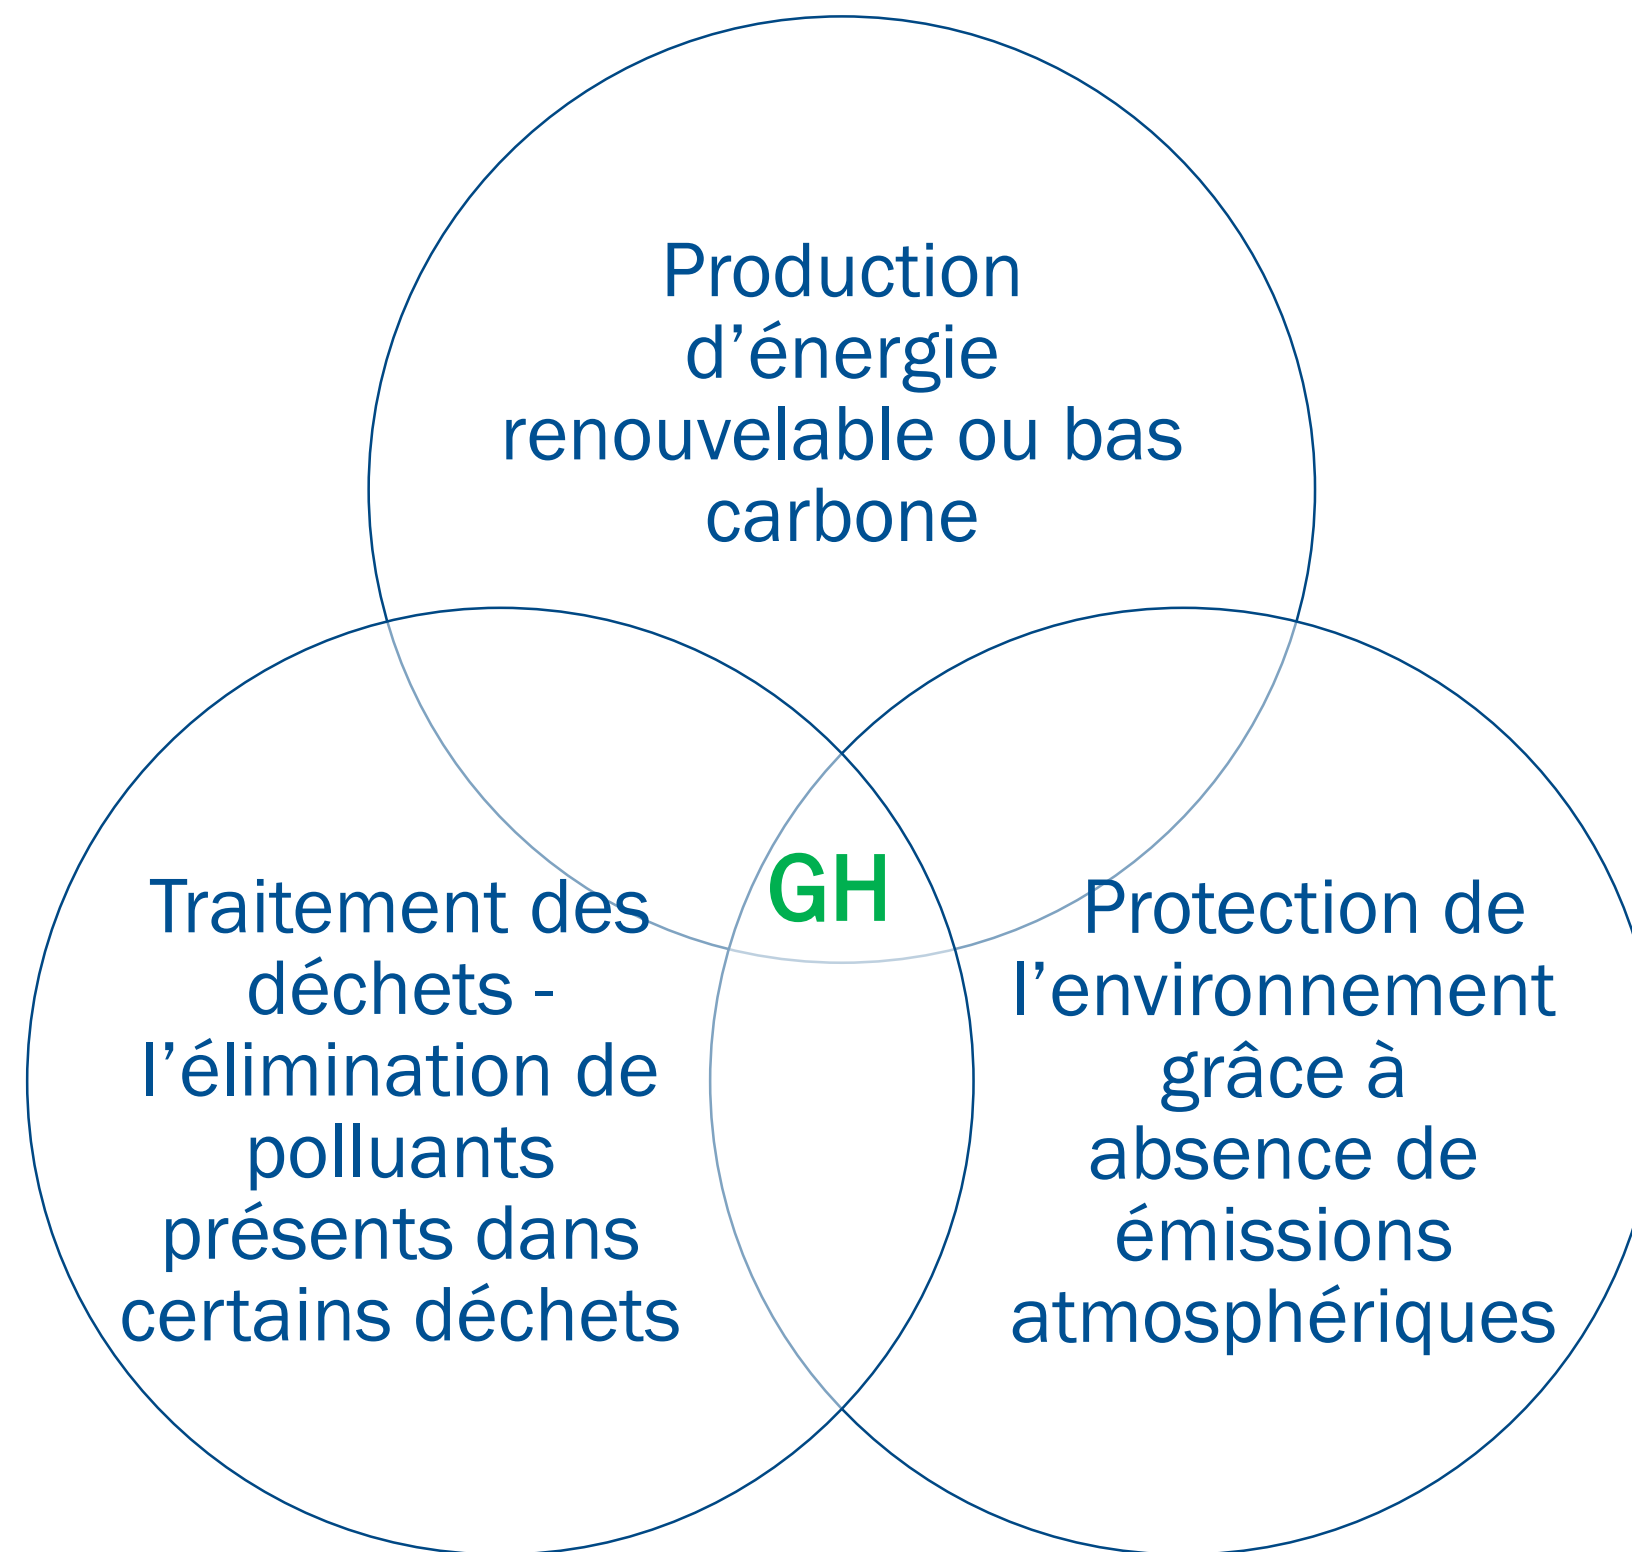 Production
d’énergie
renouvelable ou bas
carbone
GH
Traitement des
déchets -
l’élimination de
polluants
présents dans
certains déchets
Protection de
l’environnement
grâce à
absence de
émissions
atmosphériques